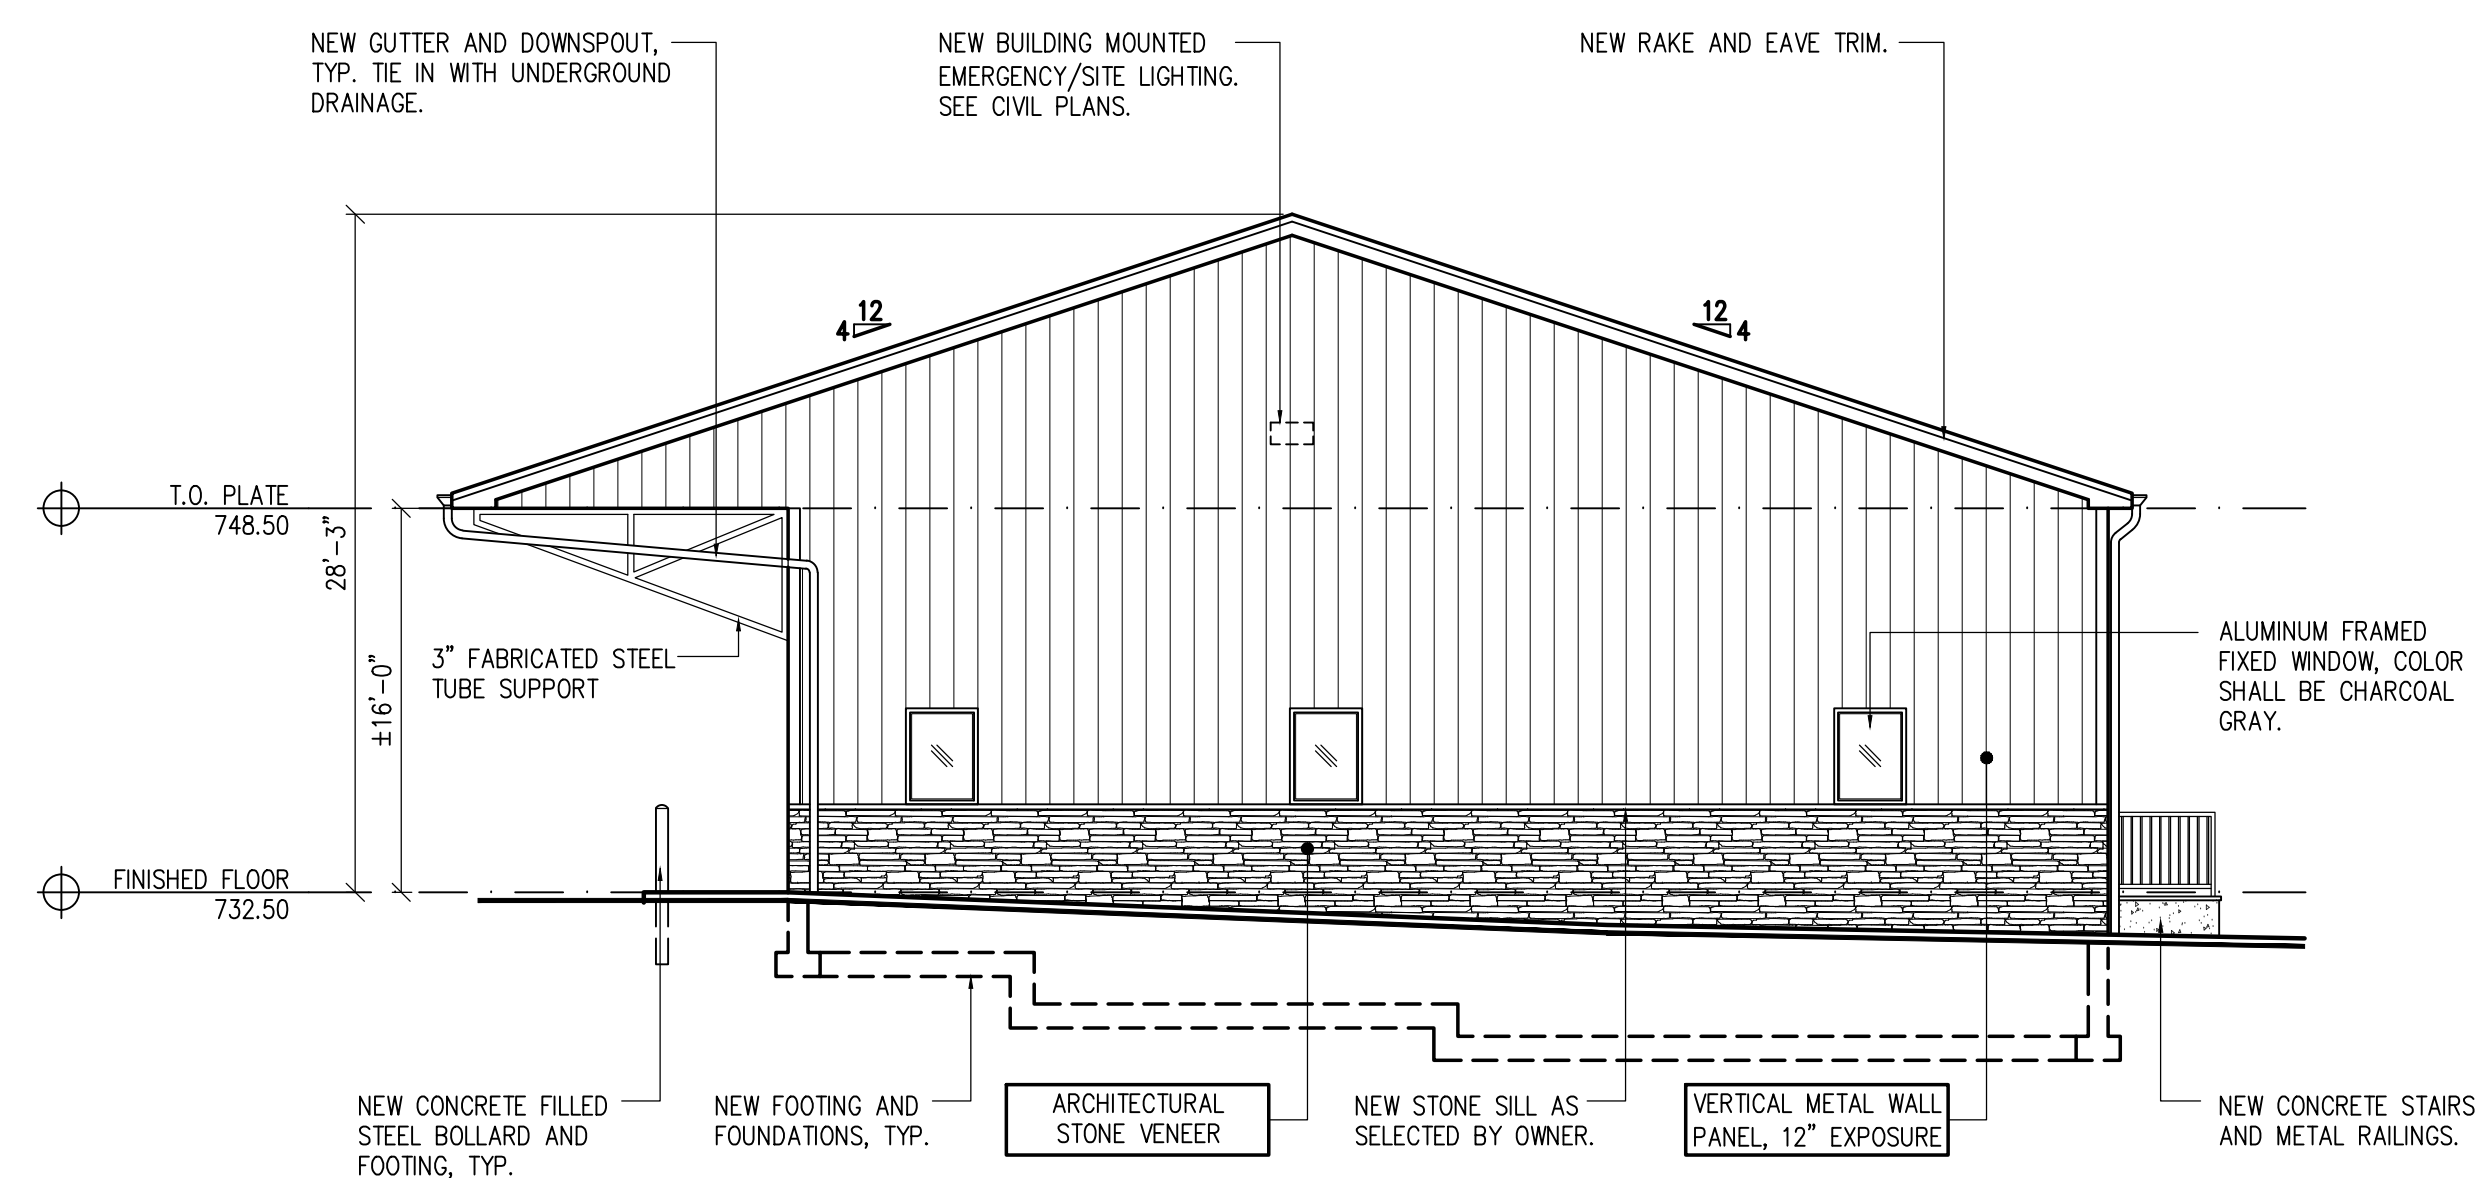 NEW GUTTER AND DOWNSPOUT,
TYP. TIE IN WITH UNDERGROUND
DRAINAGE.
NEW BUILDING MOUNTED
EMERGENCY/SITE LIGHTING.
SEE CIVIL PLANS.
NEW RAKE AND EAVE TRIM.
12
4
12
4
T.O. PLATE
748.50
28'-3"
±16'-0"
3" FABRICATED STEEL
TUBE SUPPORT
ALUMINUM FRAMED
FIXED WINDOW, COLOR
SHALL BE CHARCOAL
GRAY.
FINISHED FLOOR
732.50
NEW CONCRETE FILLED
STEEL BOLLARD AND
FOOTING, TYP.
NEW FOOTING AND
FOUNDATIONS, TYP.
ARCHITECTURAL
STONE VENEER
NEW STONE SILL AS
SELECTED BY OWNER.
VERTICAL METAL WALL
PANEL, 12" EXPOSURE
NEW CONCRETE STAIRS
AND METAL RAILINGS.